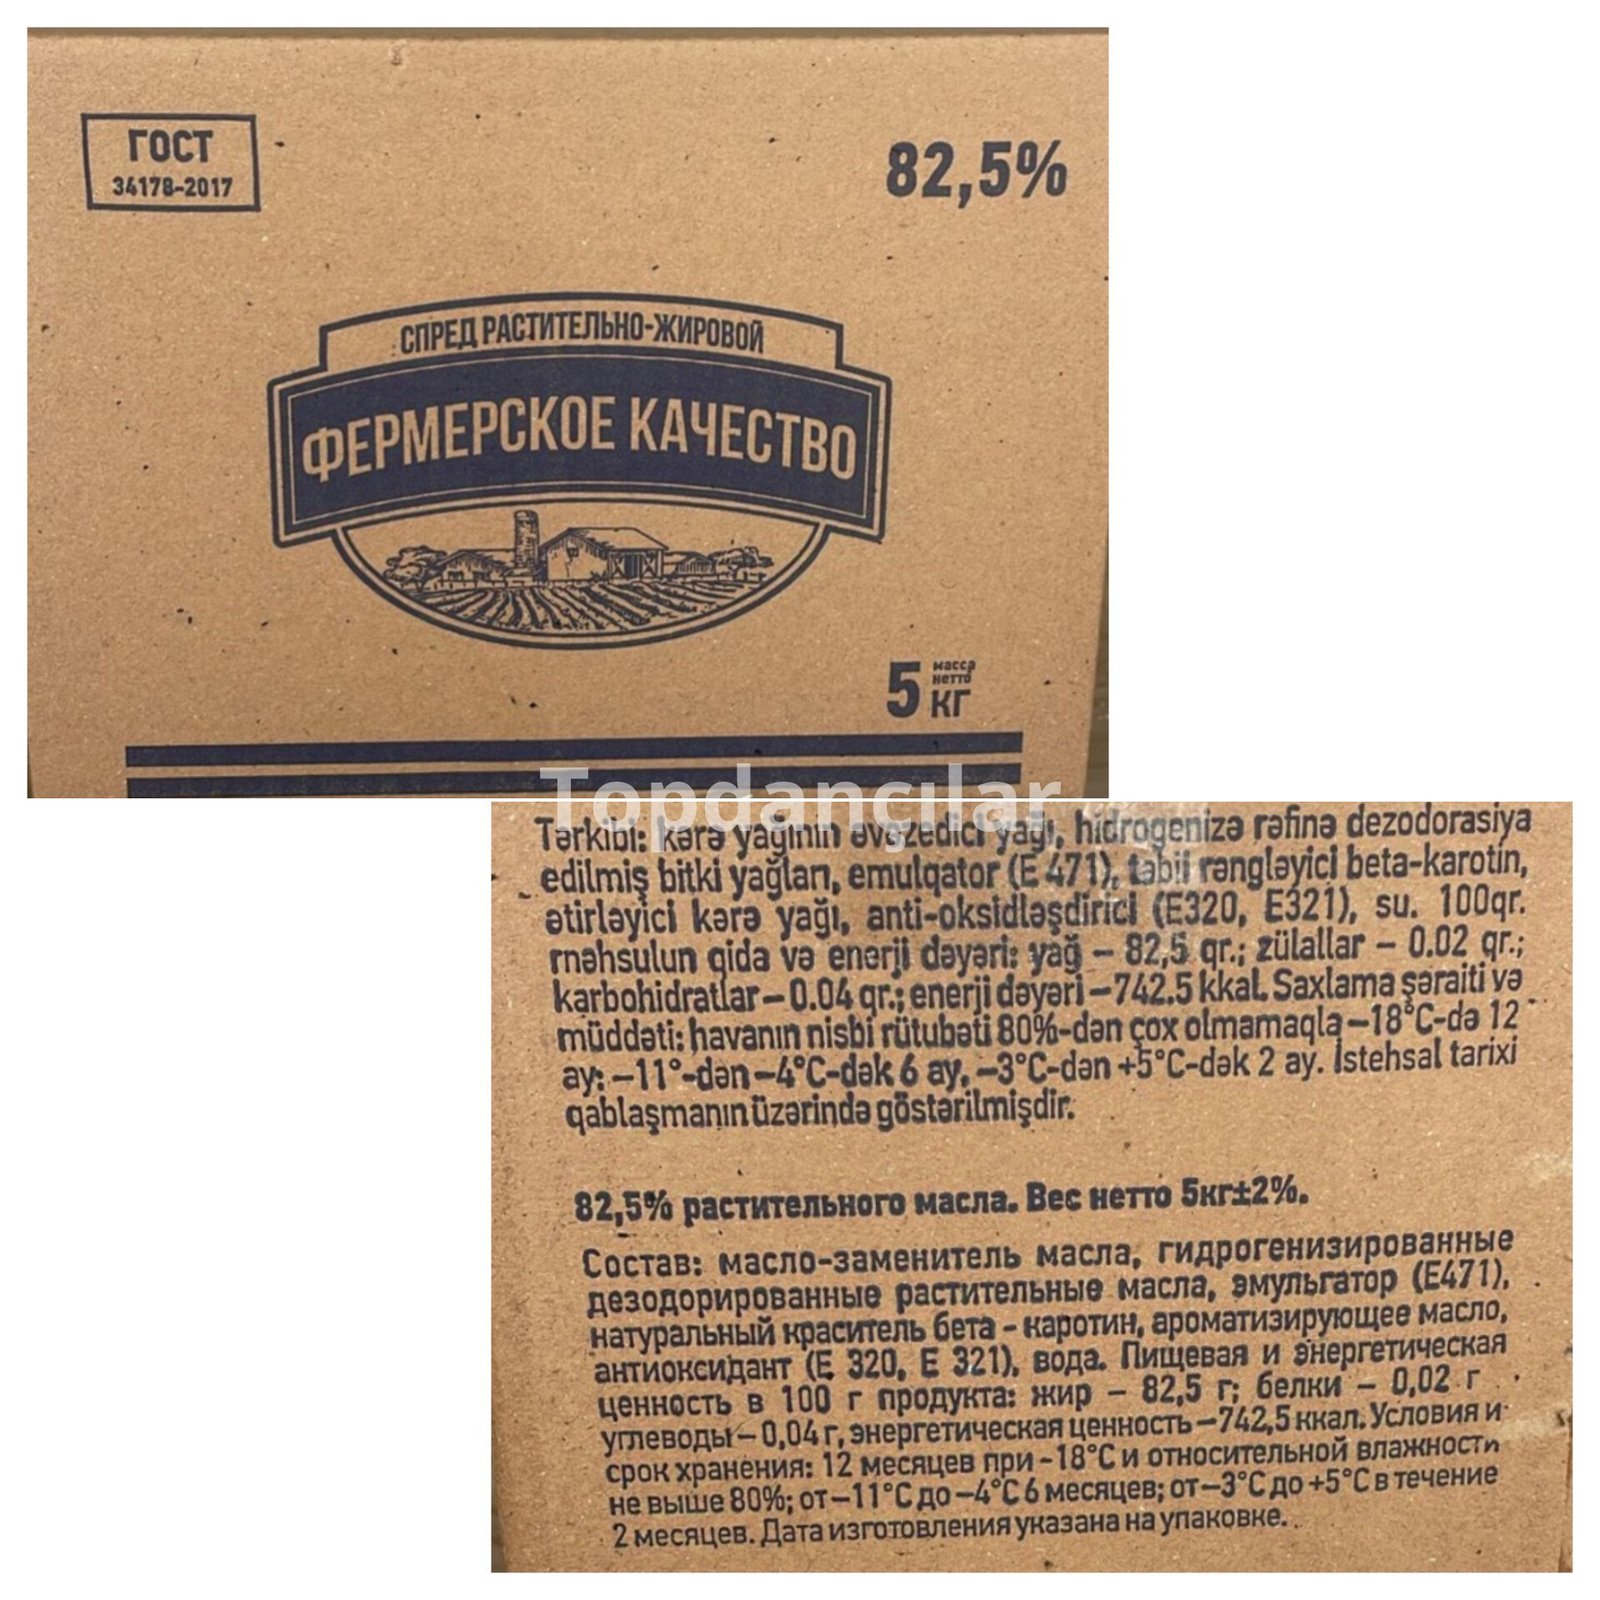 ГОСТ
34178-2017
82,5%
СПРЕД РАСТИТЕЛЬНО-ЖИРОВОЙ
ФЕРМЕРСКОЕ КАЧЕСТВО
5 масса нетто КГ
Topdançılar
Tərkibi: kərə yağının əvəzedici yağı, hidrogenizə rəfinə dezodorasiya
edilmiş bitki yağları, emulqator (E 471), təbii rəngləyici beta-karotin,
ətirləyici kərə yağı, anti-oksidləşdirici (E320, E321), su. 100qr.
məhsulun qida və enerji dəyəri: yağ – 82,5 qr.; zülallar – 0.02 qr.;
karbohidratlar – 0.04 qr.; enerji dəyəri – 742.5 kkal. Saxlama şəraiti və
müddəti: havanın nisbi rütubəti 80%-dən çox olmamaqla –18°C-də 12
ay: –11°-dən –4°C-dək 6 ay, –3°C-dən +5°C-dək 2 ay. İstehsal tarixi
qablaşmanın üzərində göstərilmişdir.
82,5% растительного масла. Вес нетто 5кг±2%.
Состав: масло-заменитель масла, гидрогенизированные
дезодорированные растительные масла, эмульгатор (Е471),
натуральный краситель бета - каротин, ароматизирующее масло,
антиоксидант (Е 320, Е 321), вода. Пищевая и энергетическая
ценность в 100 г продукта: жир – 82,5 г; белки – 0,02 г
углеводы – 0,04 г, энергетическая ценность – 742,5 ккал. Условия и
срок хранения: 12 месяцев при -18°С и относительной влажности
не выше 80%; от –11°С до –4°С 6 месяцев; от –3°С до +5°С в течение
2 месяцев. Дата изготовления указана на упаковке.